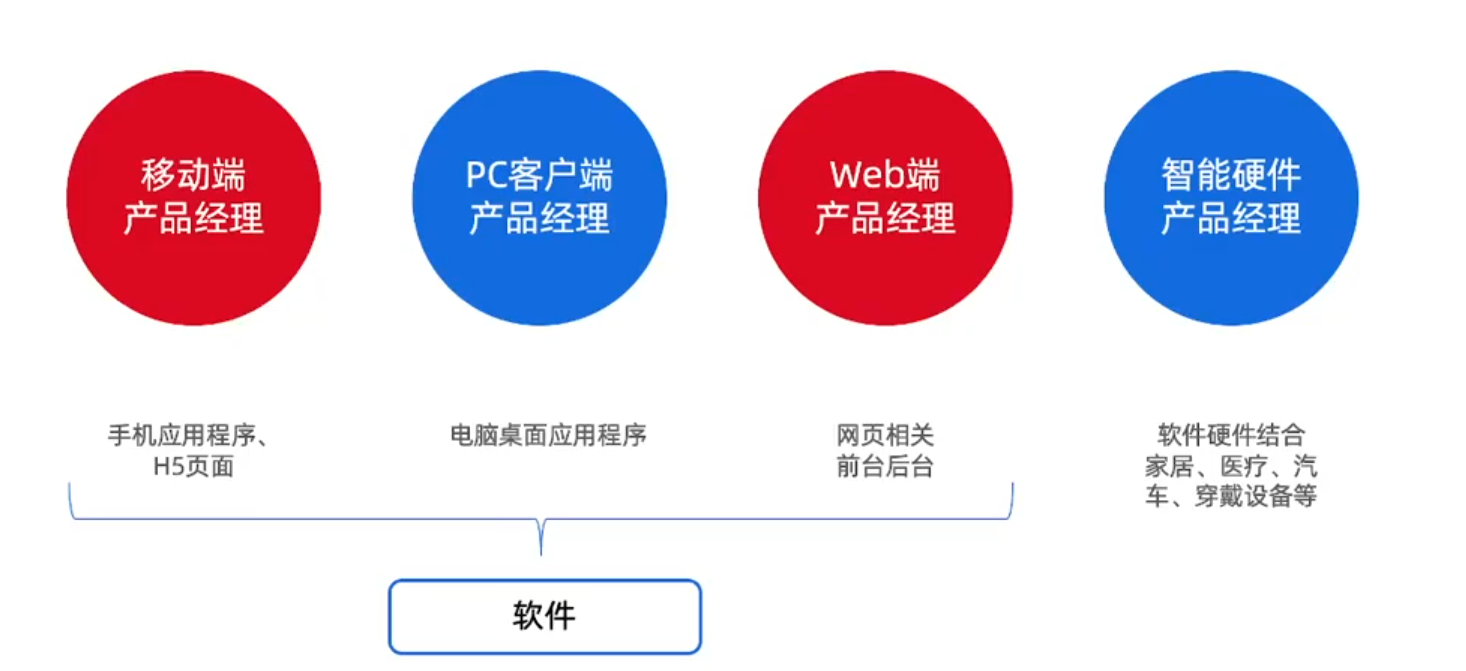 移动端
产品经理
PC客户端
产品经理
Web端
产品经理
智能硬件
产品经理
手机应用程序、
H5页面
电脑桌面应用程序
网页相关
前台后台
软件硬件结合
家居、医疗、汽
车、穿戴设备等
软件